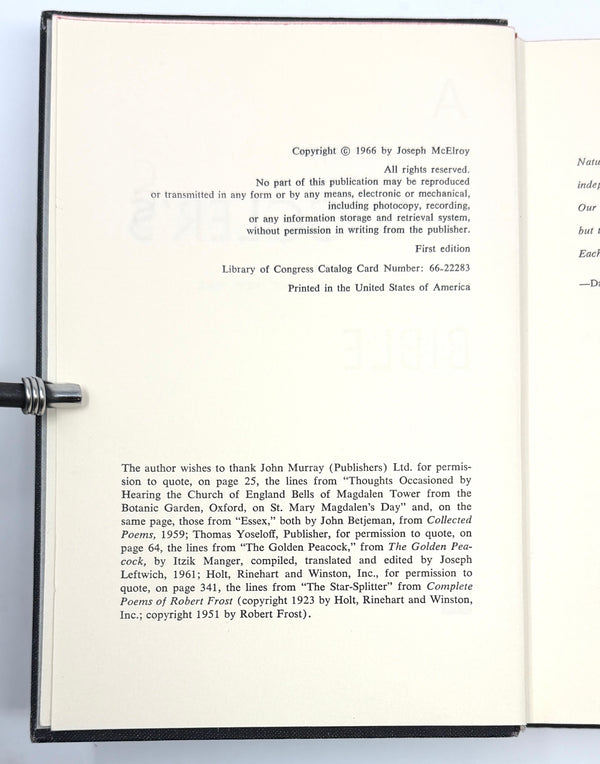 Copyright © 1966 by Joseph McElroy
All rights reserved.
No part of this publication may be reproduced
or transmitted in any form or by any means, electronic or mechanical,
including photocopy, recording,
or any information storage and retrieval system,
without permission in writing from the publisher.
First edition
Library of Congress Catalog Card Number: 66-22283
Printed in the United States of America
The author wishes to thank John Murray (Publishers) Ltd. for permis-
sion to quote, on page 25, the lines from “Thoughts Occasioned by
Hearing the Church of England Bells of Magdalen Tower from the
Botanic Garden, Oxford, on St. Mary Magdalen's Day” and, on the
same page, those from “Essex,” both by John Betjeman, from Collected
Poems, 1959; Thomas Yoseloff, Publisher, for permission to quote, on
page 64, the lines from “The Golden Peacock,” from The Golden Pea-
cock, by Itzik Manger, compiled, translated and edited by Joseph
Leftwich, 1961; Holt, Rinehart and Winston, Inc., for permission to
quote, on page 341, the lines from “The Star-Splitter” from Complete
Poems of Robert Frost (copyright 1923 by Holt, Rinehart and Winston,
Inc.; copyright 1951 by Robert Frost).
Our
but
Each